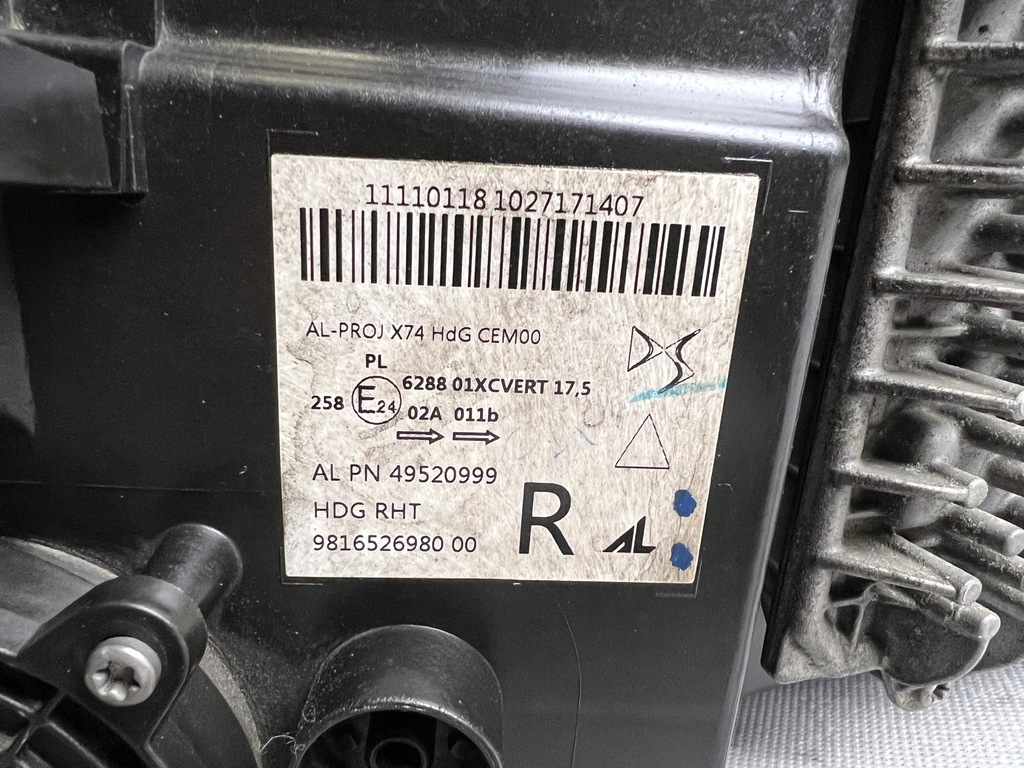 11110118 1027171407
AL-PROJ X74 HdG CEM00
PL
6288 01XCVERT 17,5
258 E24 02A 011b
AL PN 49520999
HDG RHT
9816526980 00
R
AL
DS